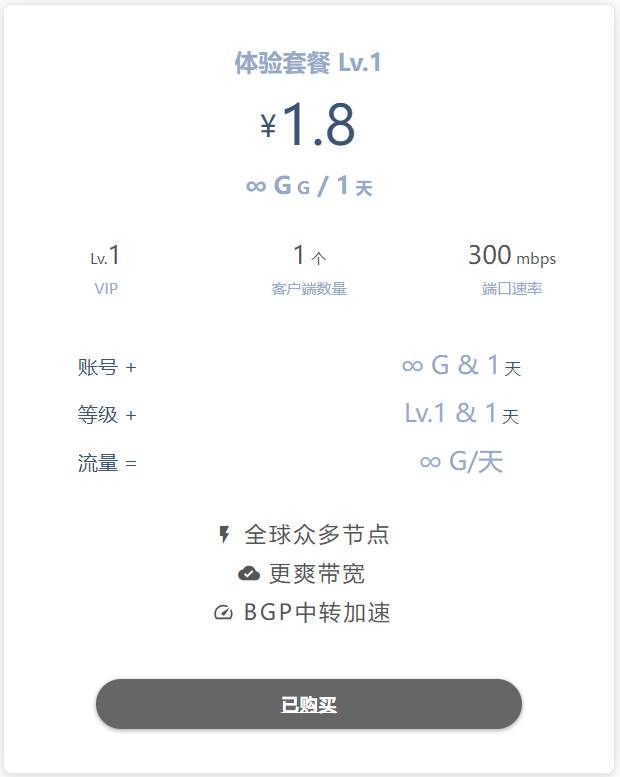 体验套餐 Lv.1
¥1.8
∞ G G / 1 天
Lv.1 1 个 300 mbps
VIP 客户端数量 端口速率
账号 + ∞ G & 1 天
等级 + Lv.1 & 1 天
流量 = ∞ G/天
全球众多节点
更爽带宽
BGP中转加速
已购买